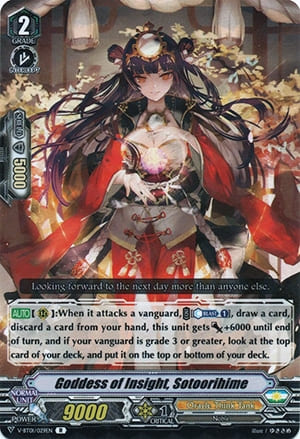 2
GRADE
INTERCEPT
5000
Looking forward to the next day more than anyone else.
AUTO [ ]:When it attacks a vanguard, [BLAST 1], draw a card,
discard a card from your hand, this unit gets +6000 until end
of turn, and if your vanguard is grade 3 or greater, look at the top
card of your deck, and put it on the top or bottom of your deck.
Goddess of Insight, Sotoorihime
NORMAL
UNIT
Oracle Think Tank
POWER
9000
1
CRITICAL
Noble
V-BT01/029EN R